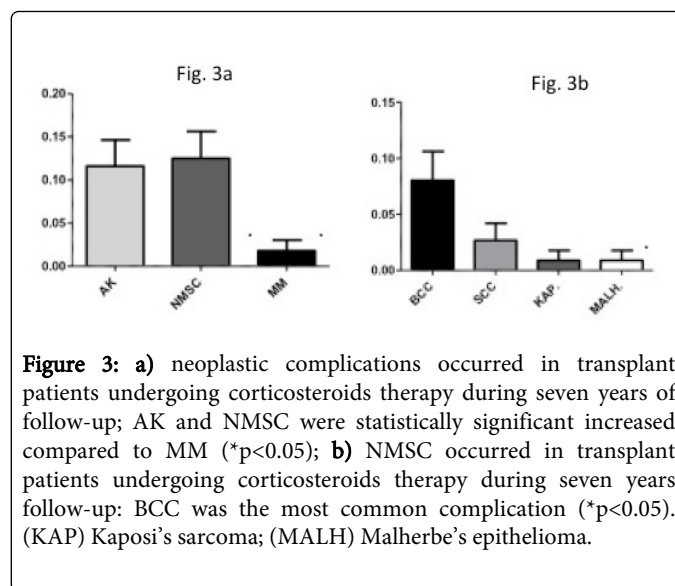 Fig. 3a
0.20
0.15
0.10
0.05
0.00
AK
NMSC
MM
Fig. 3b
0.15
0.10
0.05
0.00
BCC
SCC
KAP.
MALH.
Figure 3: a) neoplastic complications occurred in transplant
patients undergoing corticosteroids therapy during seven years of
follow-up; AK and NMSC were statistically significant increased
compared to MM (*p<0.05); b) NMSC occurred in transplant
patients undergoing corticosteroids therapy during seven years
follow-up: BCC was the most common complication (*p<0.05).
(KAP) Kaposi’s sarcoma; (MALH) Malherbe’s epithelioma.